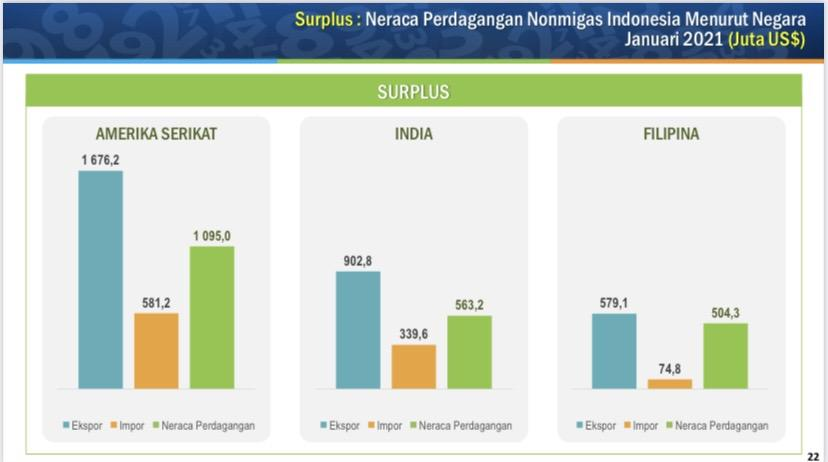 Surplus : Neraca Perdagangan Nonmigas Indonesia Menurut Negara
Januari 2021 (Juta US$)
SURPLUS
AMERIKA SERIKAT
1 676,2
581,2
1 095,0
Ekspor Impor Neraca Perdagangan
INDIA
902,8
339,6
563,2
Ekspor Impor Neraca Perdagangan
FILIPINA
579,1
74,8
504,3
Ekspor Impor Neraca Perdagangan
22